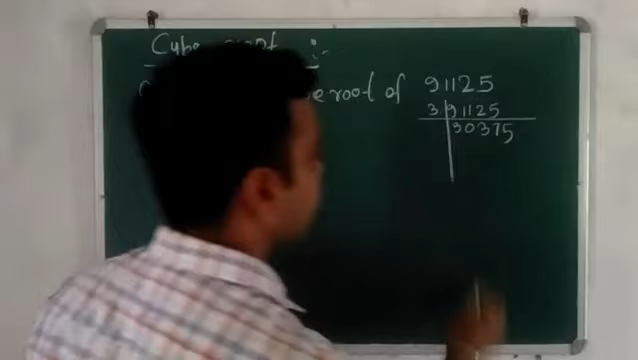 Cube root :-
e root of 91125
3 91125
30375